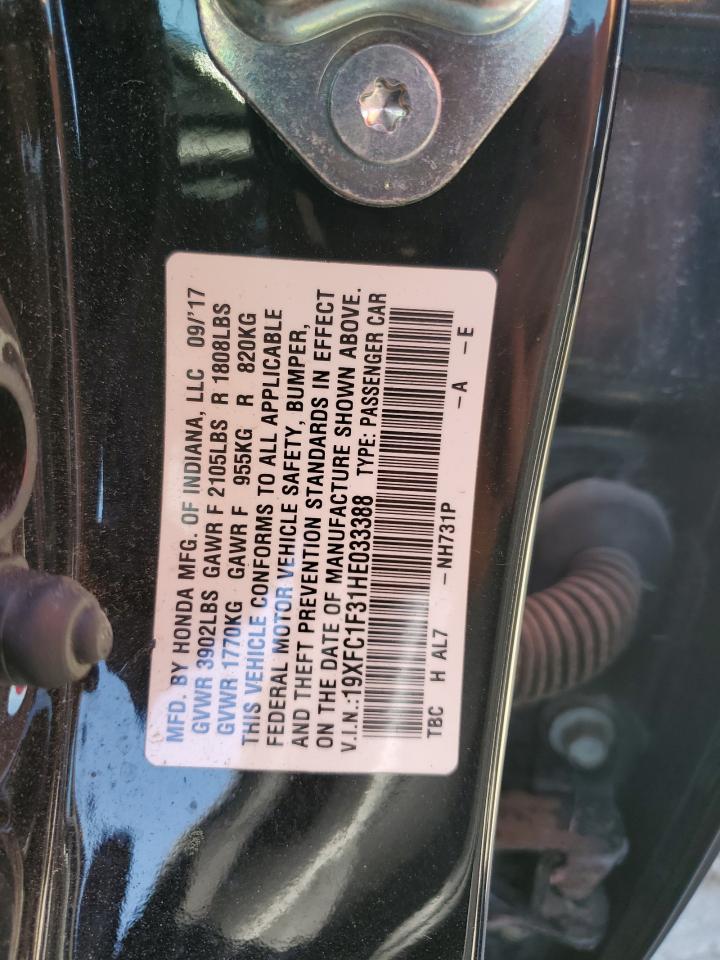 MFD. BY HONDA MFG. OF INDIANA, LLC 09/'17
GVWR 3902LBS GAWR F 2105LBS R 1808LBS
GVWR 1770KG GAWR F 955KG R 820KG
THIS VEHICLE CONFORMS TO ALL APPLICABLE
FEDERAL MOTOR VEHICLE SAFETY, BUMPER,
AND THEFT PREVENTION STANDARDS IN EFFECT
ON THE DATE OF MANUFACTURE SHOWN ABOVE.
V.I.N.:19XFC1F31HE033388 TYPE: PASSENGER CAR
TBC H AL7 -NH731P -A -E